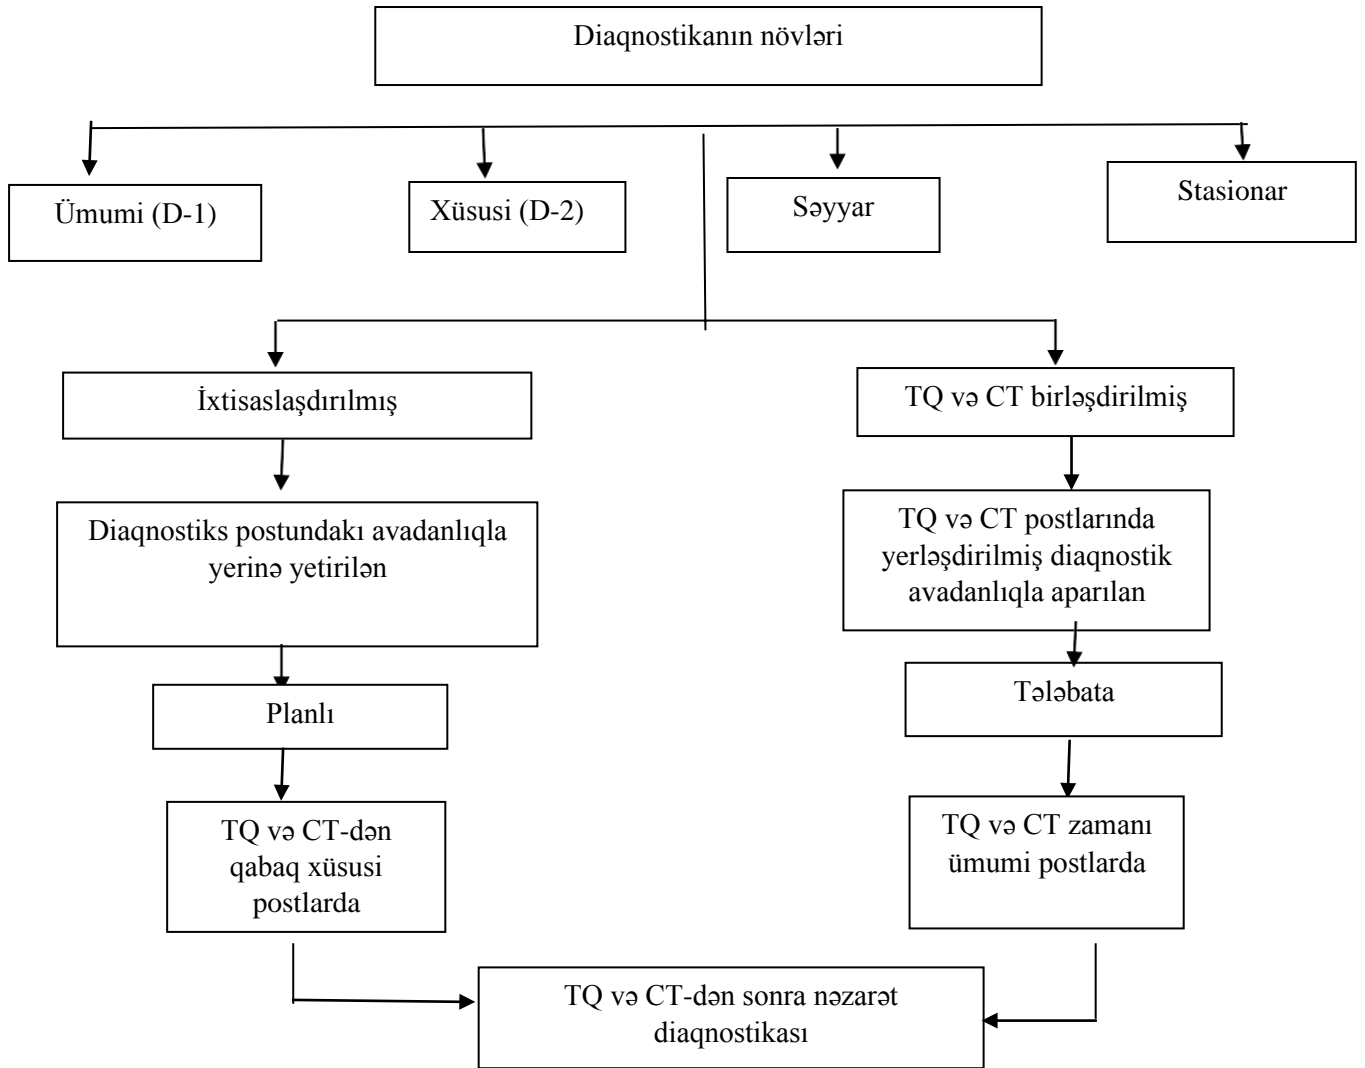 Diaqnostikanın növləri
Ümumi (D-1)
Xüsusi (D-2)
Səyyar
Stasionar
İxtisaslaşdırılmış
TQ və CT birləşdirilmiş
Diaqnostiks postundakı avadanlıqla
yerinə yetirilən
TQ və CT postlarında
yerləşdirilmiş diaqnostik
avadanlıqla aparılan
Planlı
Tələbata
TQ və CT-dən
qabaq xüsusi
postlarda
TQ və CT zamanı
ümumi postlarda
TQ və CT-dən sonra nəzarət
diaqnostikası